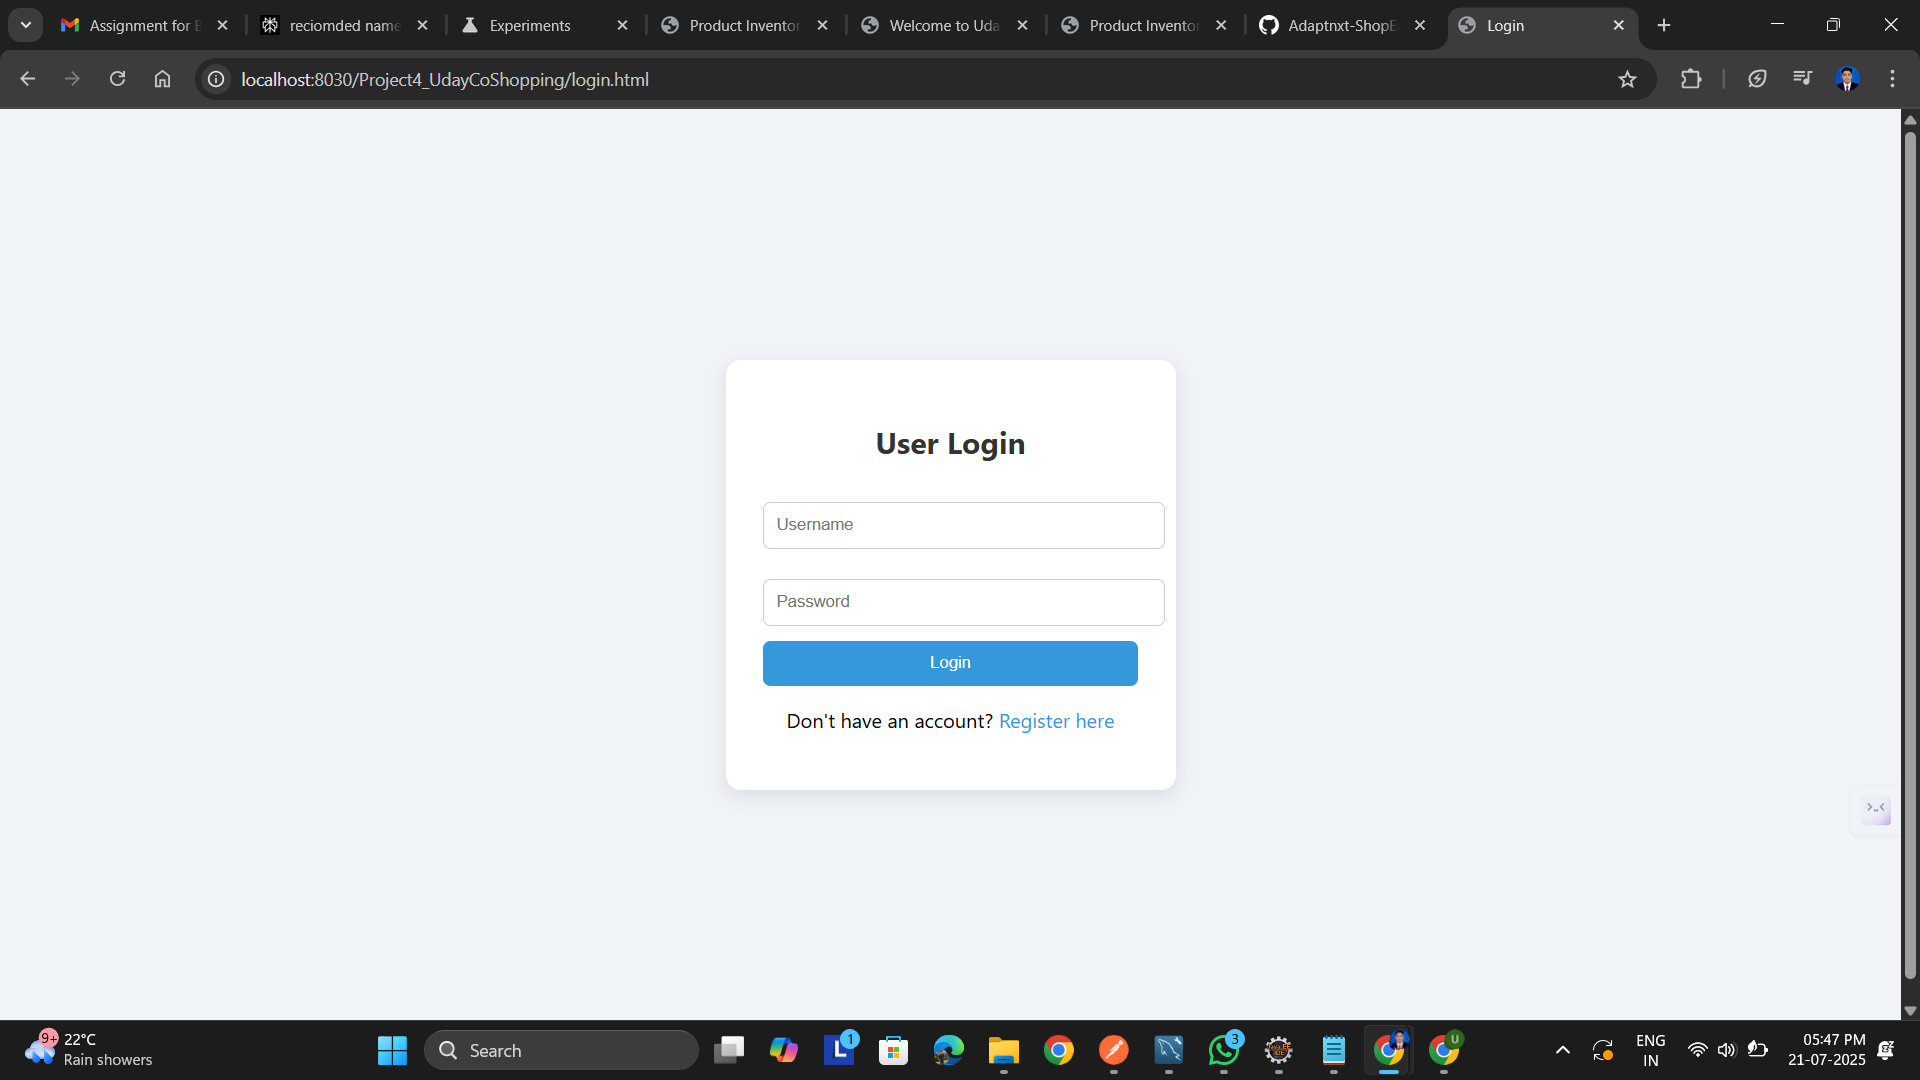 Assignment for B
reciomded name
Experiments
Product Inventor
Welcome to Uda
Product Inventor
Adaptnxt-ShopE
Login
localhost:8030/Project4_UdayCoShopping/login.html
User Login
Username
Password
Login
Don't have an account? Register here
9+
22°C
Rain showers
Search
L
1
3
U
ENG
IN
05:47 PM
21-07-2025